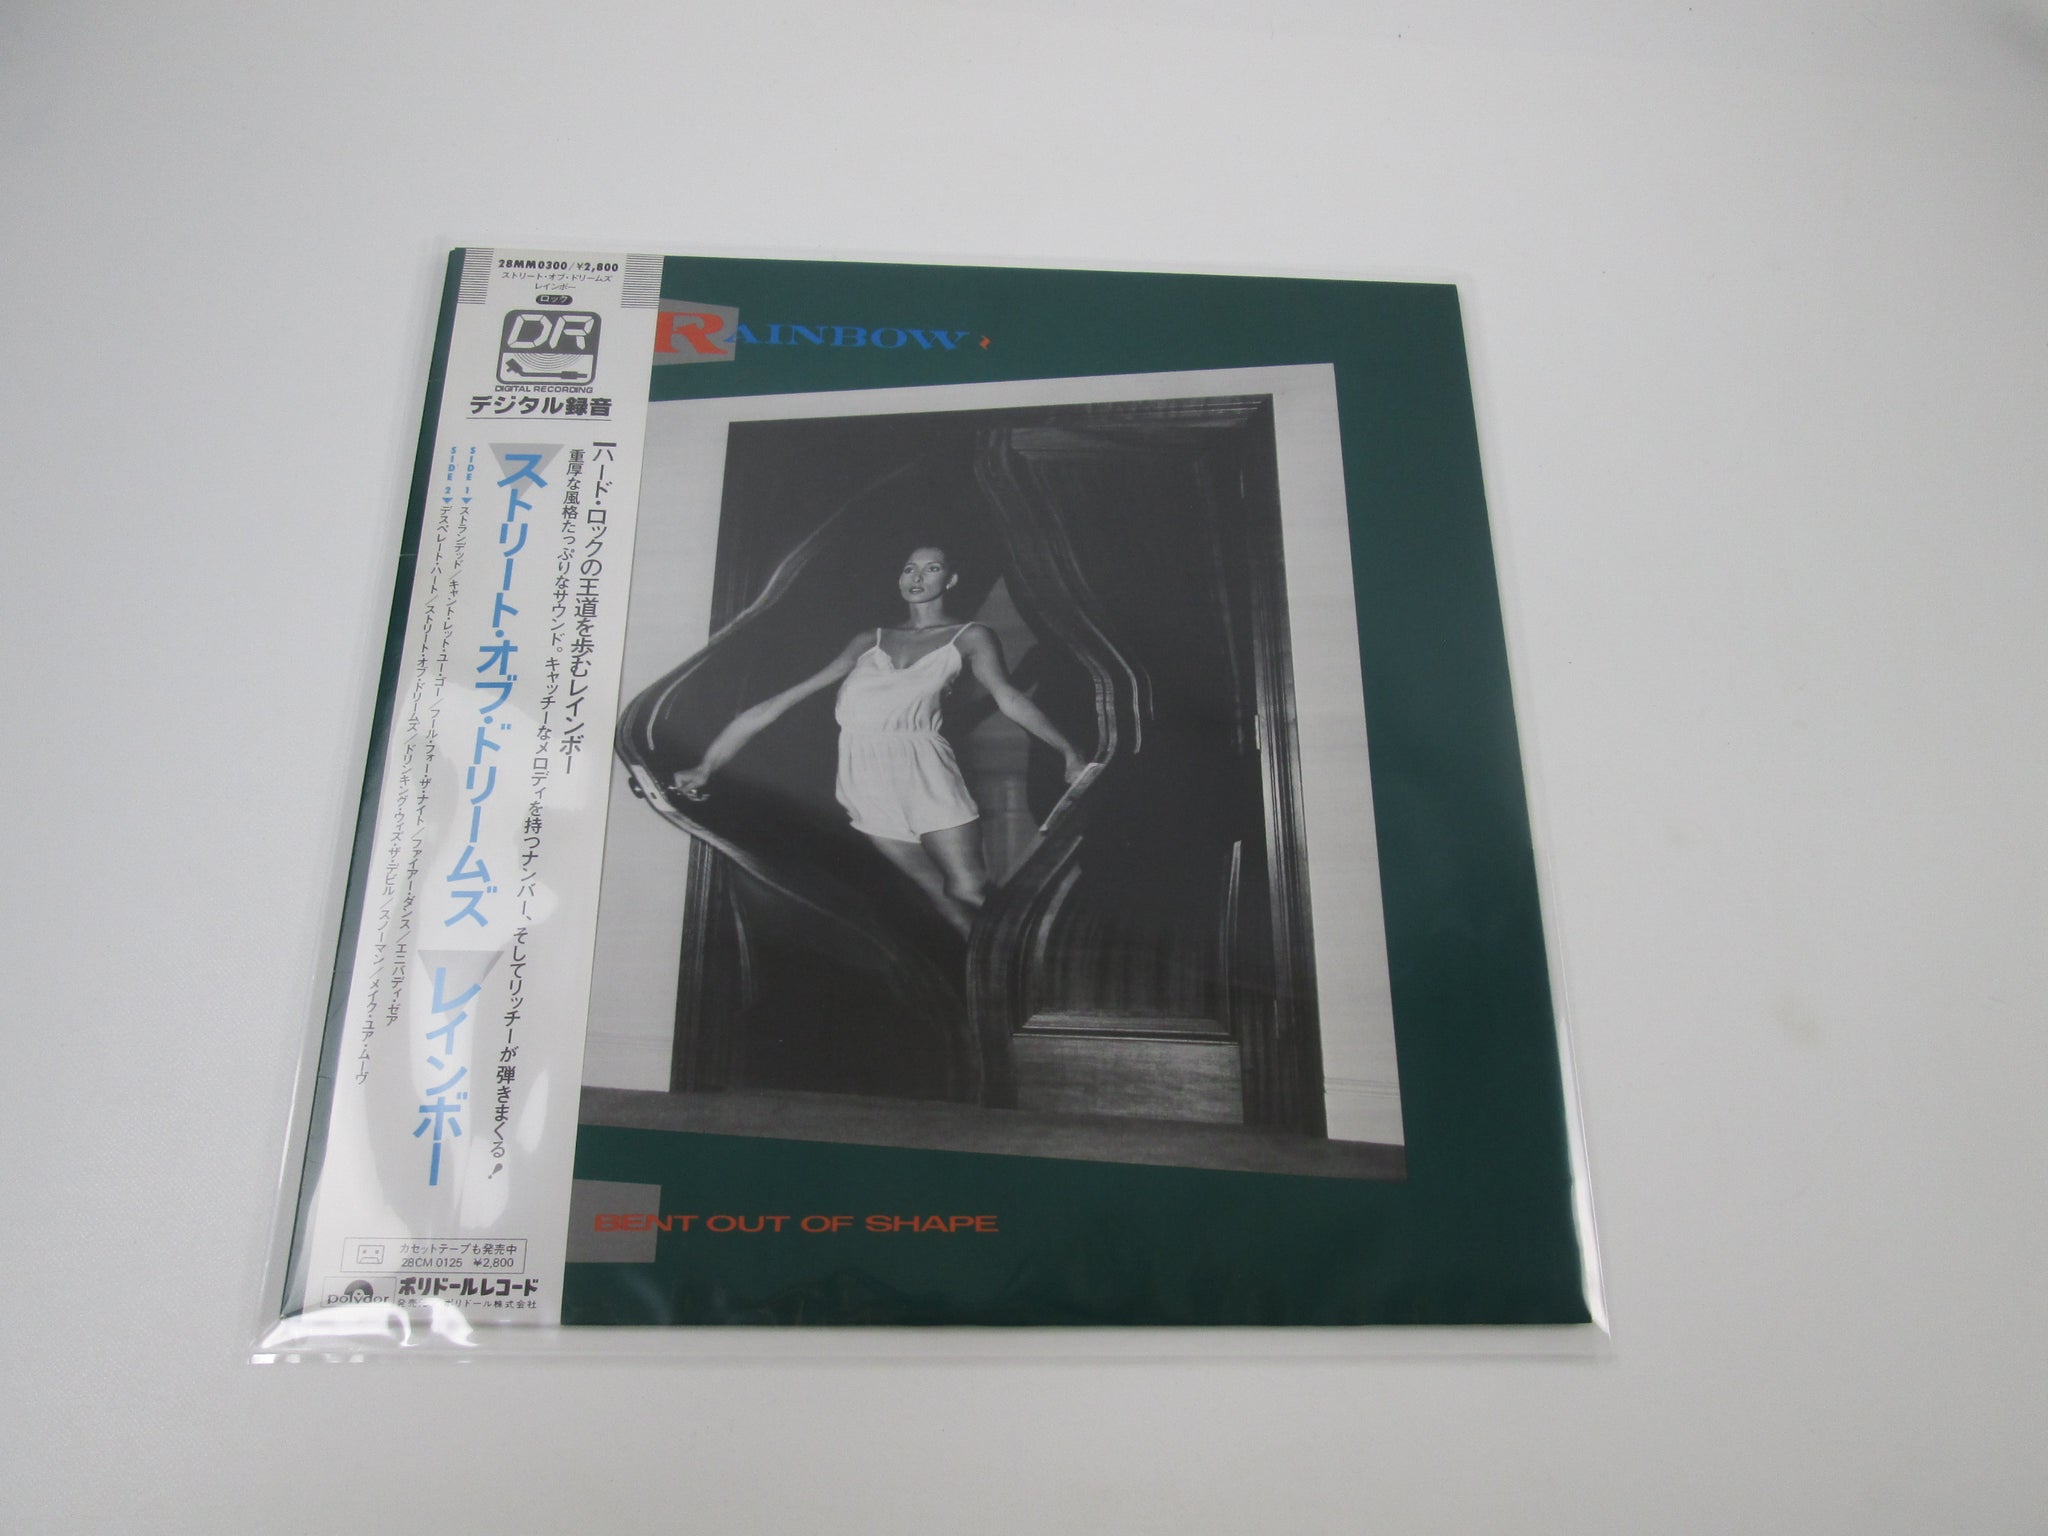 28MM0300/¥2,800
ストリート・オブ・ドリームズ
レインボー
ロック
DR
DIGITAL RECORDING
デジタル録音
ハード・ロックの王道を歩むレインボー
重厚な風格たっぷりなサウンド。キャッチーなメロディを持つナンバー、そしてリッチーが弾きまくる!
ストリート・オブ・ドリームズ レインボー
SIDE 1 ストランデッド/キャント・レット・ユー・ゴー/フール・フォー・ザ・ナイト/ファイアー・ダンス/エニバディ・ゼア
SIDE 2 デスペレート・ハート/ストリート・オブ・ドリームズ/ドリンキング・ウィズ・ザ・デビル/スノーマン/メイク・ユア・ムーヴ
カセットテープも発売中
28CM 0125 ¥2,800
polydor
ポリドールレコード
発売元 ポリドール株式会社
RAINBOW
BENT OUT OF SHAPE